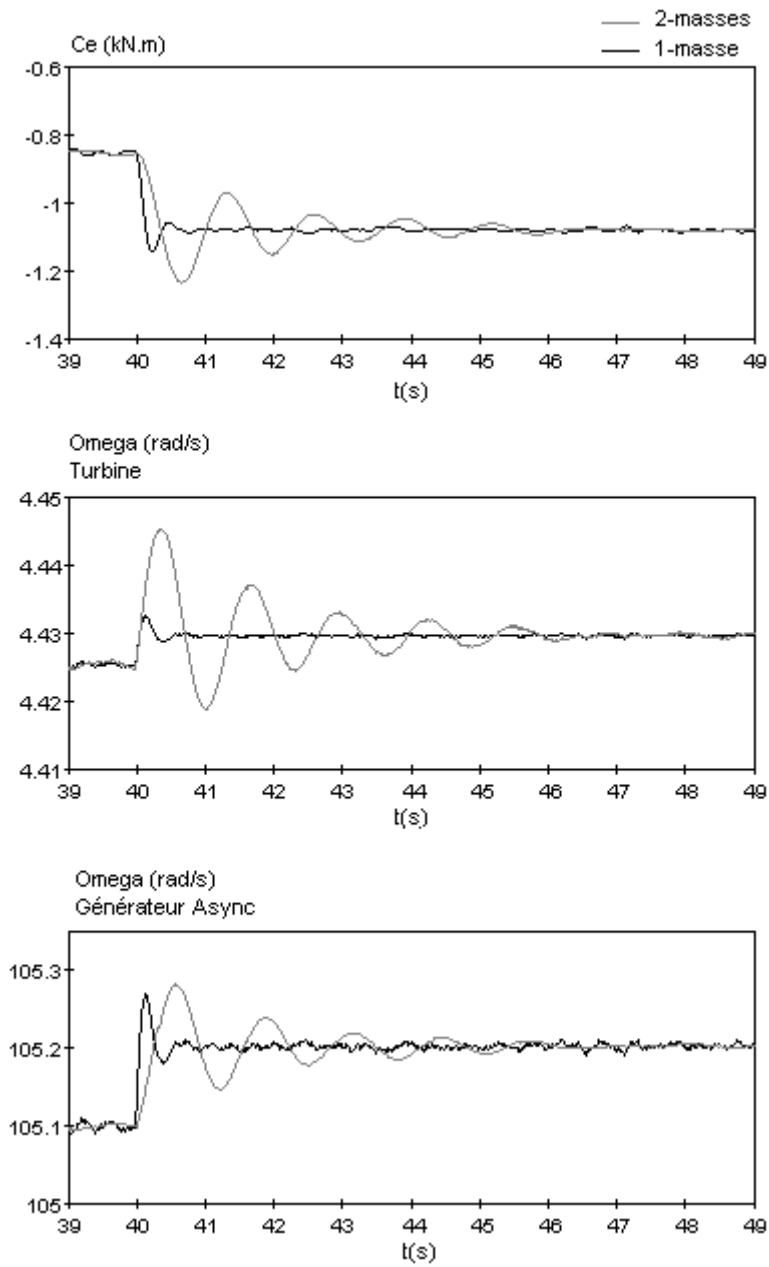 2-masses
1-masse
Ce (kN.m)
-0.6
-0.8
-1
-1.2
-1.4
39 40 41 42 43 44 45 46 47 48 49
t(s)
Omega (rad/s)
Turbine
4.45
4.44
4.43
4.42
4.41
39 40 41 42 43 44 45 46 47 48 49
t(s)
Omega (rad/s)
Générateur Async
105.3
105.2
105.1
105
39 40 41 42 43 44 45 46 47 48 49
t(s)